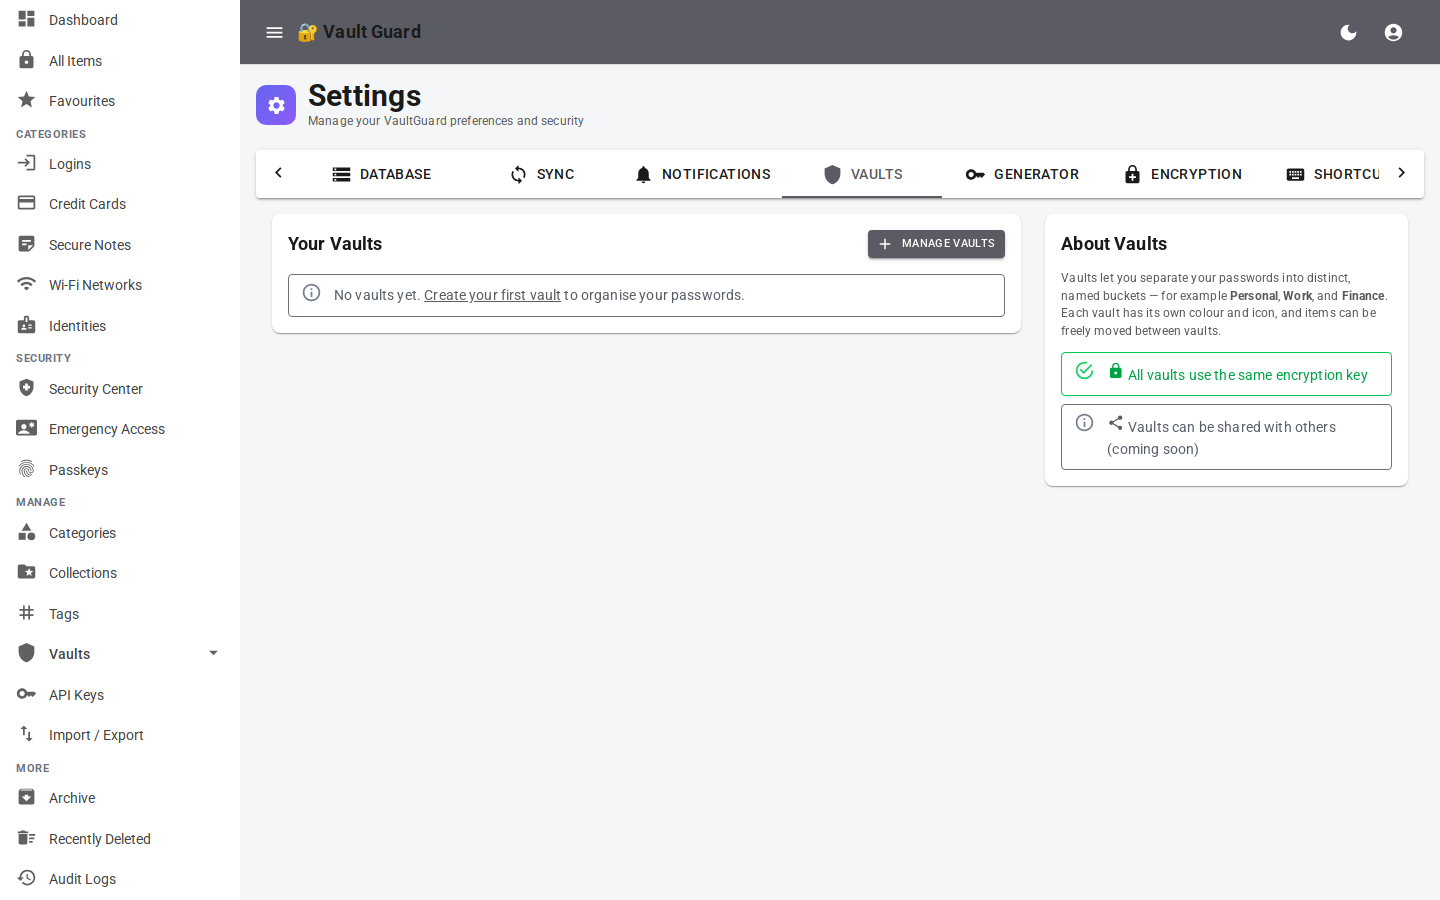 Dashboard
All Items
Favourites
CATEGORIES
Logins
Credit Cards
Secure Notes
Wi-Fi Networks
Identities
SECURITY
Security Center
Emergency Access
Passkeys
MANAGE
Categories
Collections
Tags
Vaults
API Keys
Import / Export
MORE
Archive
Recently Deleted
Audit Logs
🔐 Vault Guard
Settings
Manage your VaultGuard preferences and security
DATABASE SYNC NOTIFICATIONS VAULTS GENERATOR ENCRYPTION SHORTCU
Your Vaults
MANAGE VAULTS
No vaults yet. Create your first vault to organise your passwords.
About Vaults
Vaults let you separate your passwords into distinct,
named buckets — for example Personal, Work, and Finance.
Each vault has its own colour and icon, and items can be
freely moved between vaults.
All vaults use the same encryption key
Vaults can be shared with others
(coming soon)